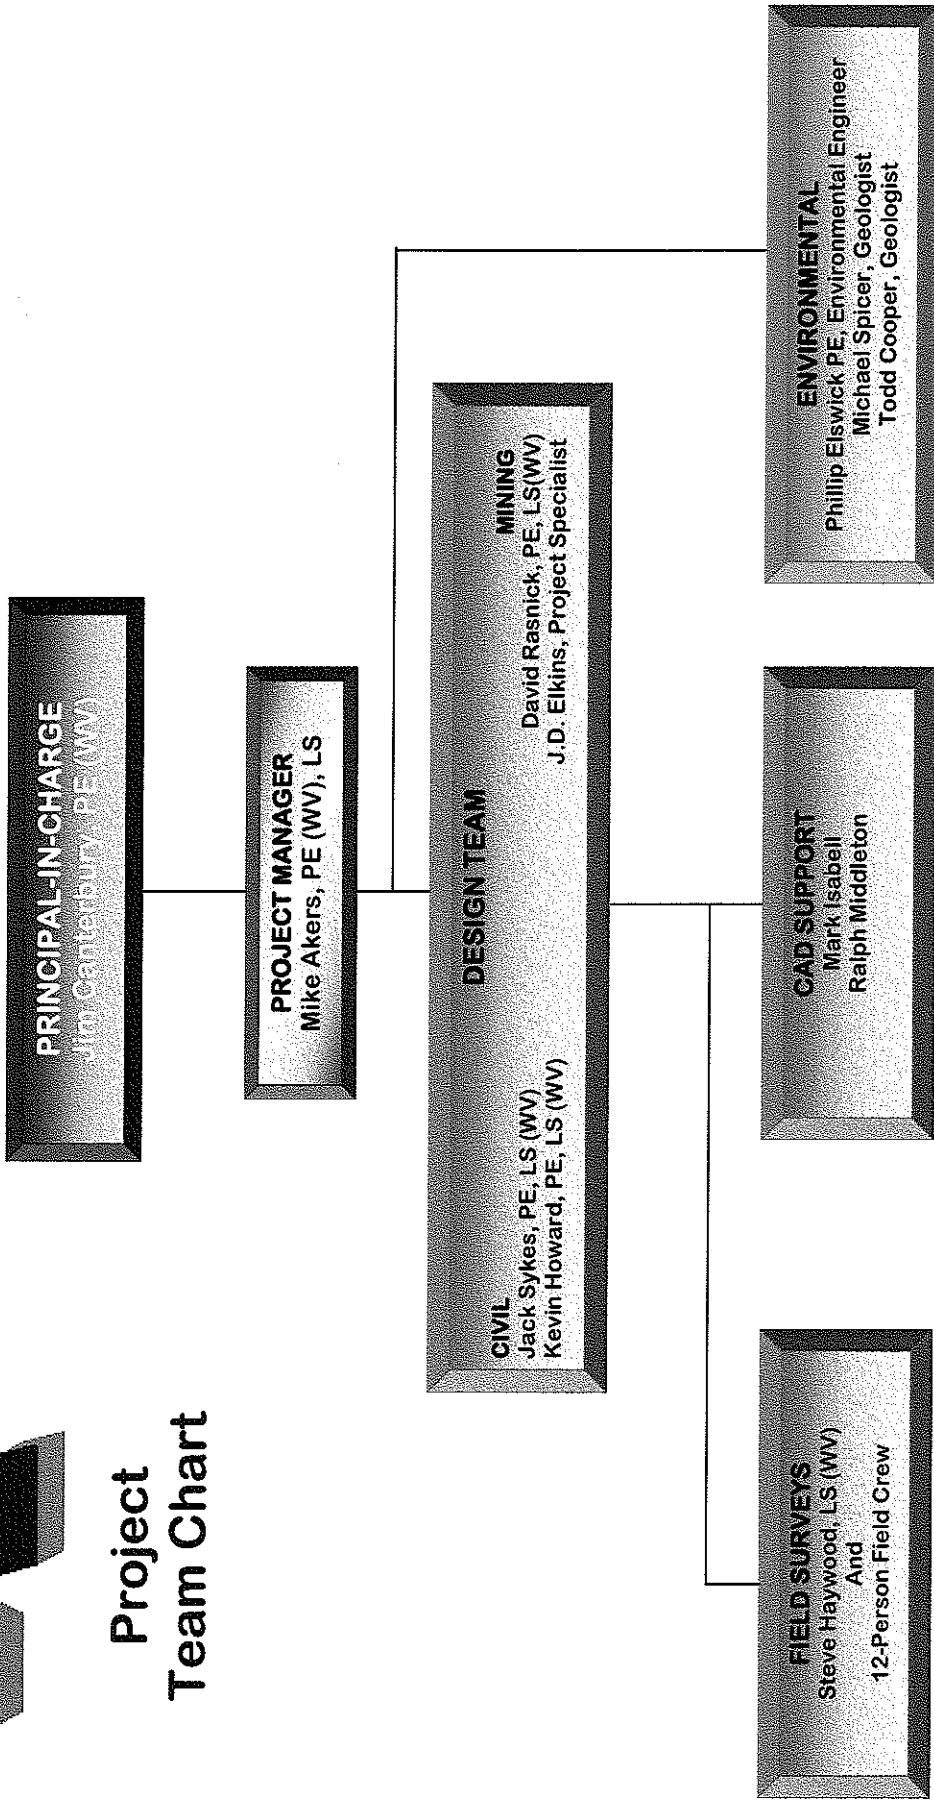 Project
Team Chart
PRINCIPAL-IN-CHARGE
Jim Canterbury, PE (WV)
PROJECT MANAGER
Mike Akers, PE (WV), LS
DESIGN TEAM
CIVIL
Jack Sykes, PE, LS (WV)
Kevin Howard, PE, LS (WV)
MINING
David Rasnick, PE, LS(WV)
J.D. Elkins, Project Specialist
FIELD SURVEYS
Steve Haywood, LS (WV)
And
12-Person Field Crew
CAD SUPPORT
Mark Isabell
Ralph Middleton
ENVIRONMENTAL
Phillip Elswick PE, Environmental Engineer
Michael Spicer, Geologist
Todd Cooper, Geologist